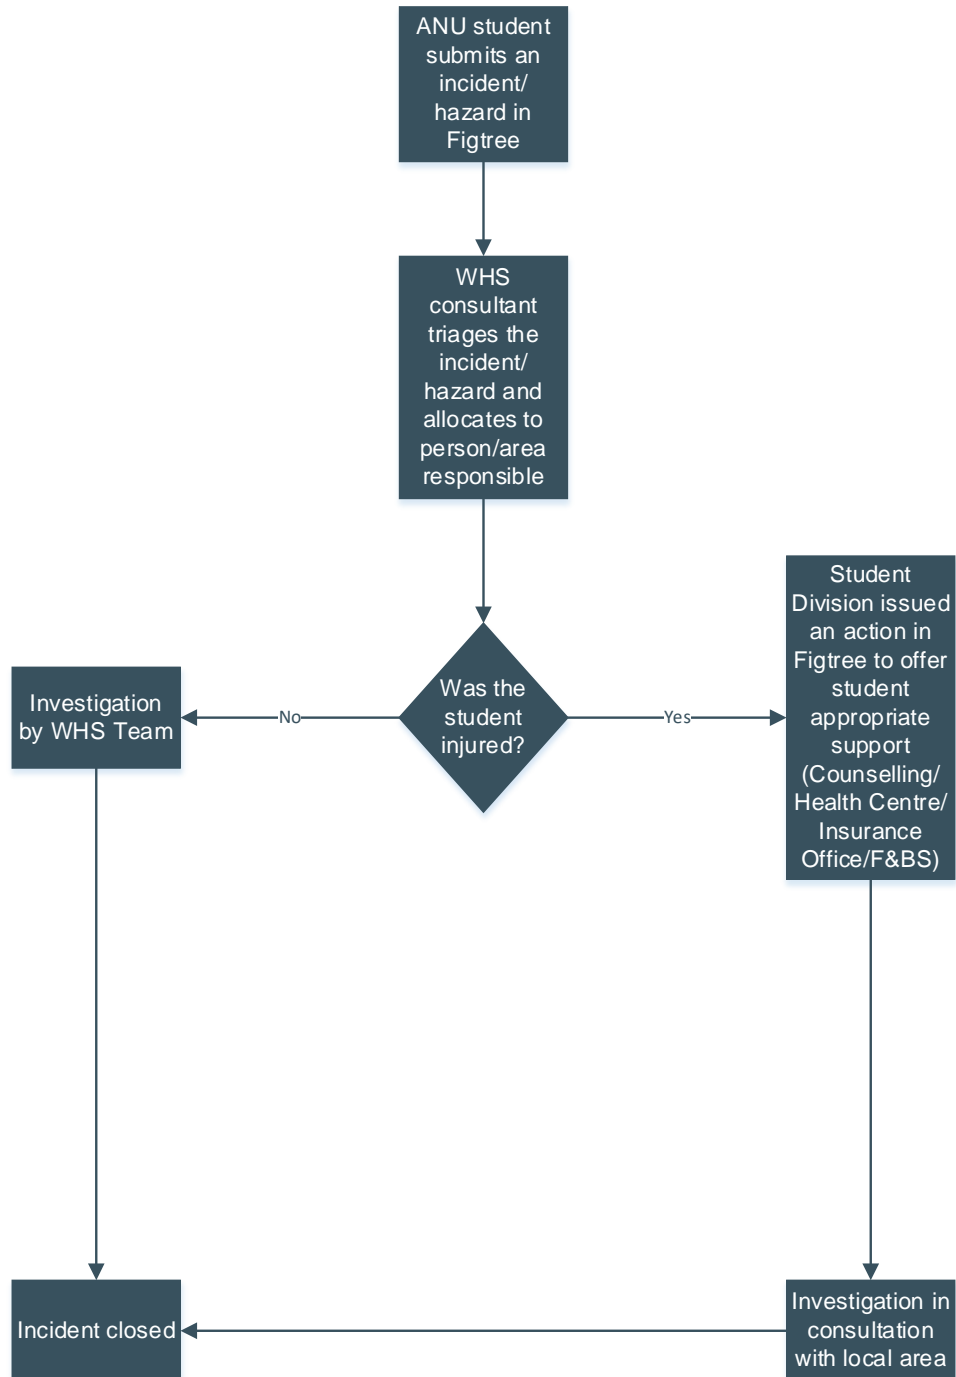 ANU student
submits an
incident/
hazard in
Figtree
WHS
consultant
triages the
incident/
hazard and
allocates to
person/area
responsible
Was the
student
injured?
No
Yes
Investigation
by WHS Team
Student
Division issued
an action in
Figtree to offer
student
appropriate
support
(Counselling/
Health Centre/
Insurance
Office/F&BS)
Incident closed
Investigation in
consultation
with local area